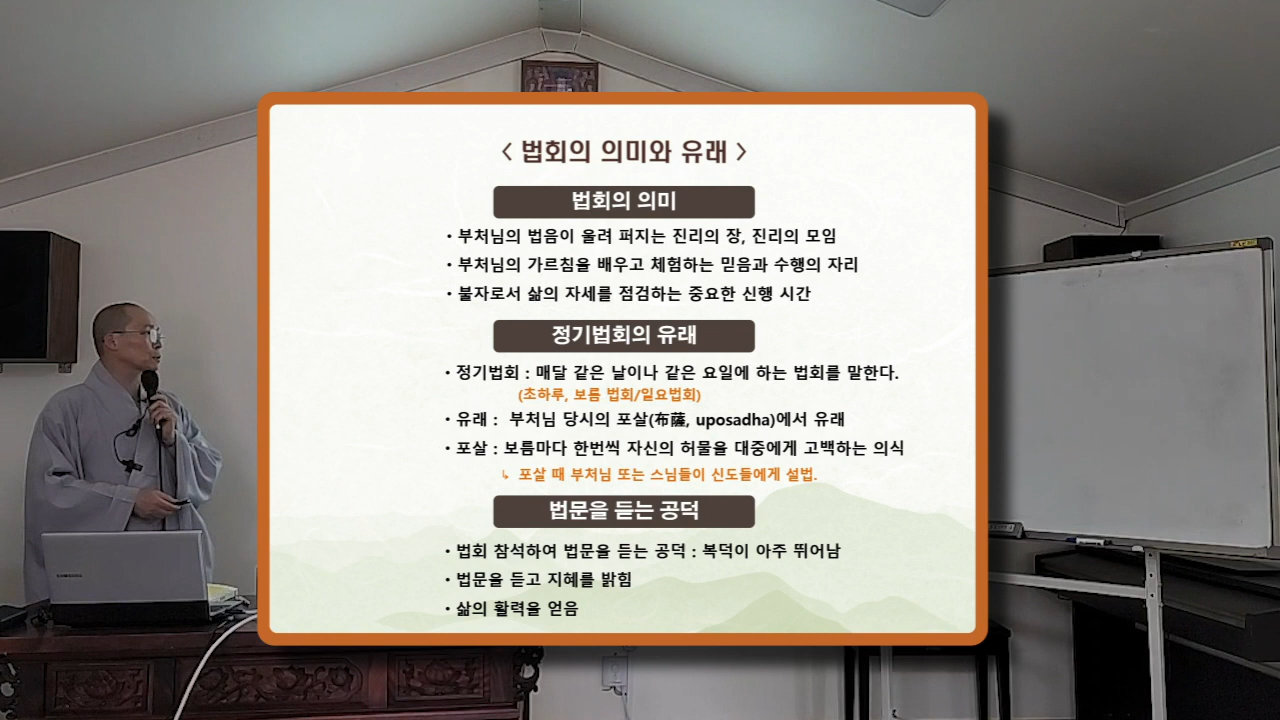 < 법회의 의미와 유래 >
법회의 의미
• 부처님의 법음이 울려 퍼지는 진리의 장, 진리의 모임
• 부처님의 가르침을 배우고 체험하는 믿음과 수행의 자리
• 불자로서 삶의 자세를 점검하는 중요한 신행 시간
정기법회의 유래
• 정기법회 : 매달 같은 날이나 같은 요일에 하는 법회를 말한다.
(초하루, 보름 법회/일요법회)
• 유래 : 부처님 당시의 포살(布薩, uposadha)에서 유래
• 포살 : 보름마다 한번씩 자신의 허물을 대중에게 고백하는 의식
↳ 포살 때 부처님 또는 스님들이 신도들에게 설법.
법문을 듣는 공덕
• 법회 참석하여 법문을 듣는 공덕 : 복덕이 아주 뛰어남
• 법문을 듣고 지혜를 밝힘
• 삶의 활력을 얻음
SAMSUNG